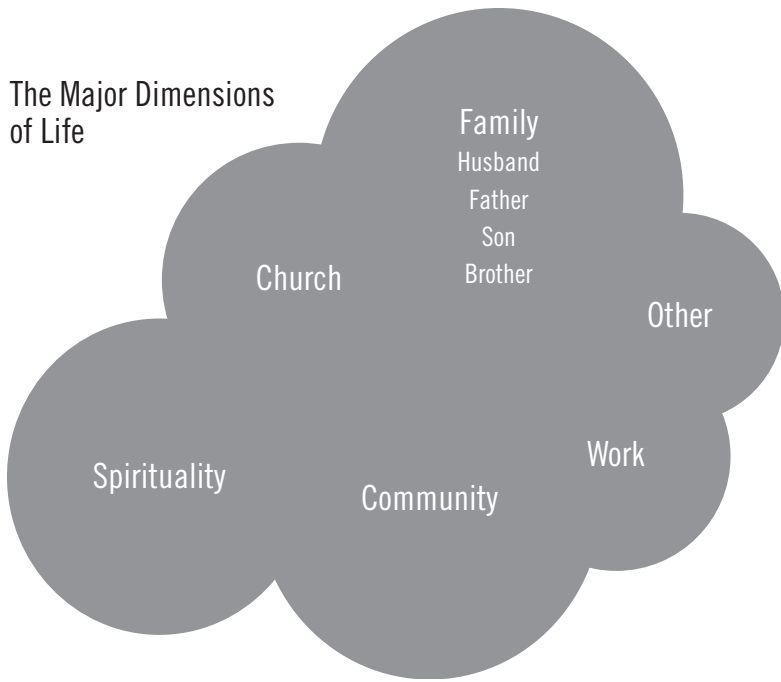 The Major Dimensions
of Life
Family
Husband
Father
Son
Brother
Church
Other
Work
Spirituality
Community